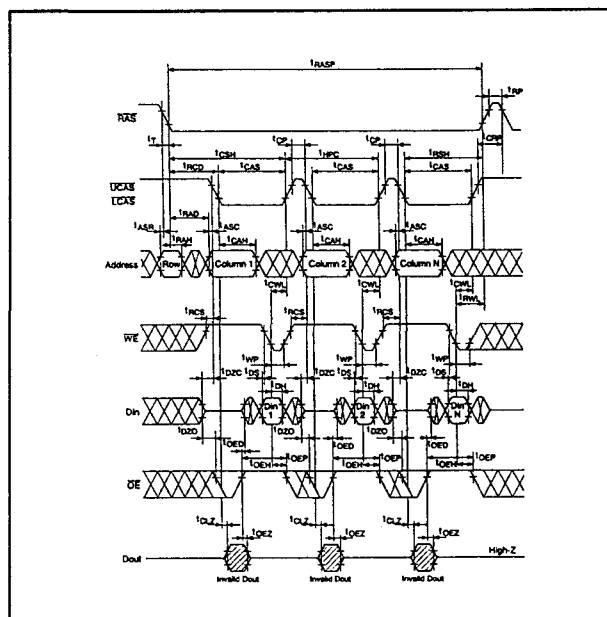 tRASP
tRP
RAS
tT
tCSH
tCP
tHPC
tCP
tRSH
tCRP
tRCD
tCAS
tCAS
tCAS
UCAS
LCAS
tRAD
tASR
tRAH
tASC
tCAH
tASC
tCAH
tASC
tCAH
Address
Row
Column 1
Column 2
Column N
tCWL
tCWL
tCWL
tRWL
tRCS
tRCS
tRCS
WE
tWP
tWP
tWP
tDZC
tDS
tDZC
tDS
tDZC
tDS
tDH
tDH
tDH
Din
Din 1
Din 2
Din N
tDZO
tDZO
tDZO
tOED
tOEP
tOED
tOEP
tOED
tOEP
tOEH
tOEH
tOEH
OE
tCLZ
tOEZ
tCLZ
tOEZ
tCLZ
tOEZ
Dout
High-Z
Invalid Dout
Invalid Dout
Invalid Dout